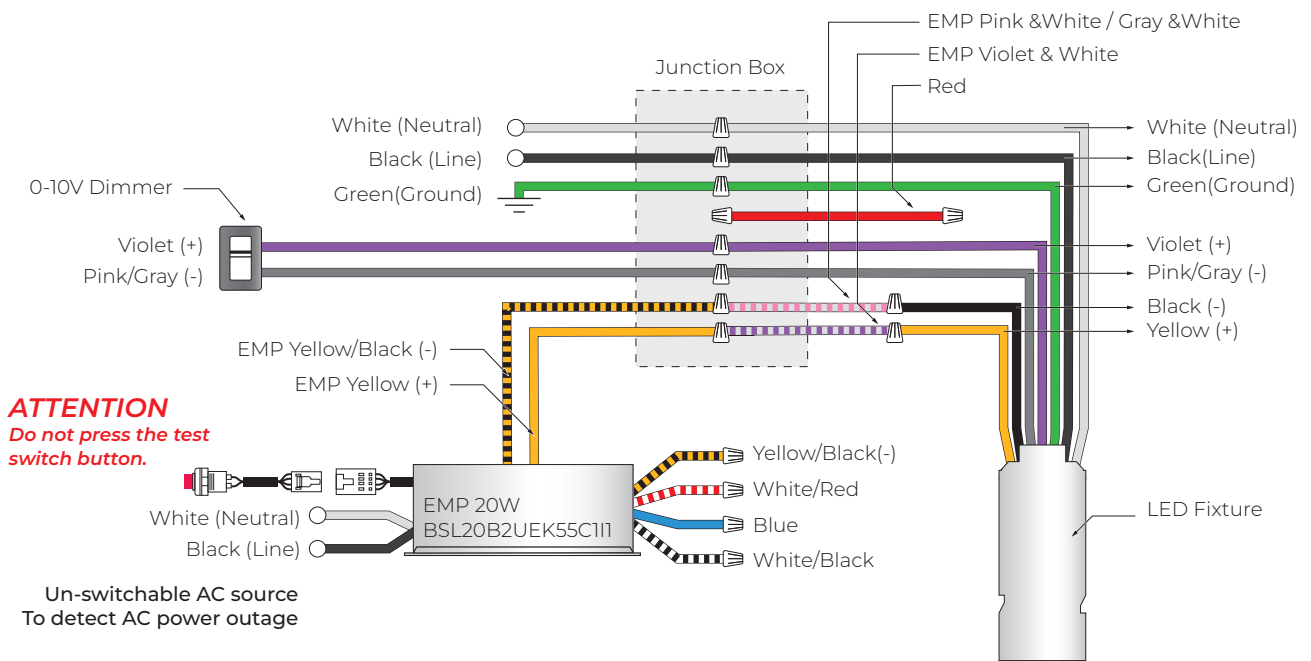 EMP Pink &White / Gray &White
EMP Violet & White
Red
Junction Box
White (Neutral)
Black (Line)
Green(Ground)
White (Neutral)
Black(Line)
Green(Ground)
0-10V Dimmer
Violet (+)
Pink/Gray (-)
Violet (+)
Pink/Gray (-)
Black (-)
Yellow (+)
EMP Yellow/Black (-)
EMP Yellow (+)
ATTENTION
Do not press the test
switch button.
Yellow/Black(-)
White/Red
Blue
White/Black
EMP 20W
BSL20B2UEK55C1I1
White (Neutral)
Black (Line)
LED Fixture
Un-switchable AC source
To detect AC power outage